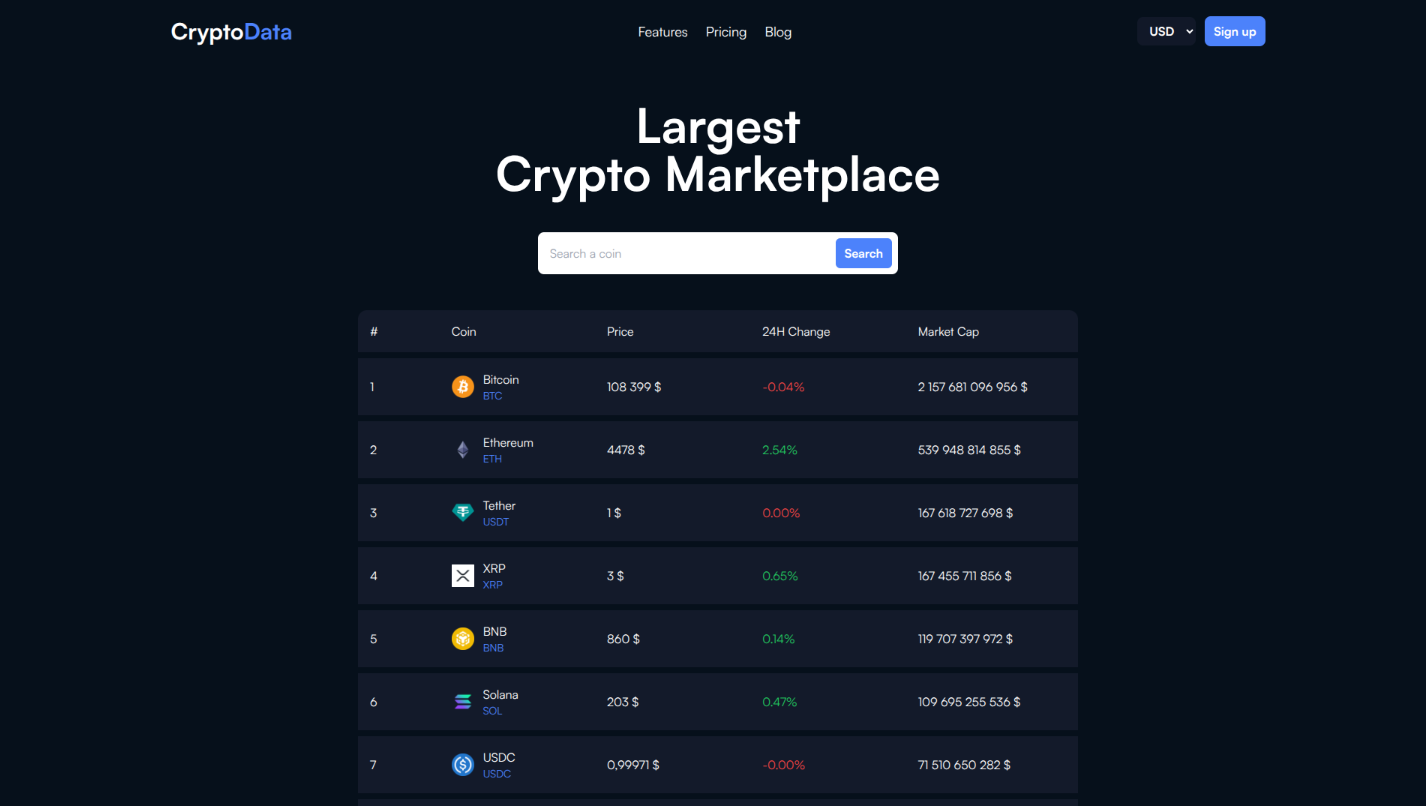 CryptoData Features Pricing Blog USD Sign up
Largest
Crypto Marketplace
Search a coin Search
# Coin Price 24H Change Market Cap
1 Bitcoin BTC 108 399 $ -0.04% 2 157 681 096 956 $
2 Ethereum ETH 4478 $ 2.54% 539 948 814 855 $
3 Tether USDT 1 $ 0.00% 167 618 727 698 $
4 XRP XRP 3 $ 0.65% 167 455 711 856 $
5 BNB BNB 860 $ 0.14% 119 707 397 972 $
6 Solana SOL 203 $ 0.47% 109 695 255 536 $
7 USDC USDC 0,99971 $ -0.00% 71 510 650 282 $